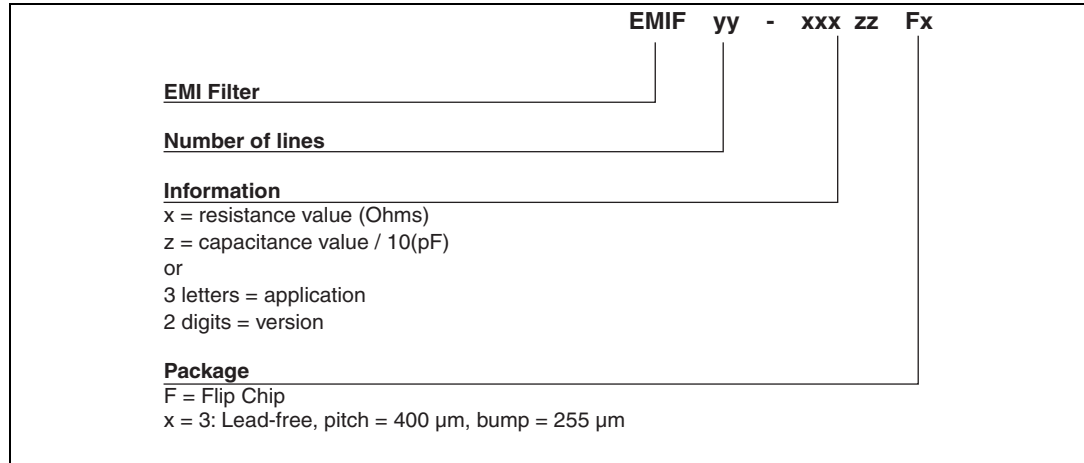 EMIF yy - xxx zz Fx
EMI Filter
Number of lines
Information
x = resistance value (Ohms)
z = capacitance value / 10(pF)
or
3 letters = application
2 digits = version
Package
F = Flip Chip
x = 3: Lead-free, pitch = 400 µm, bump = 255 µm